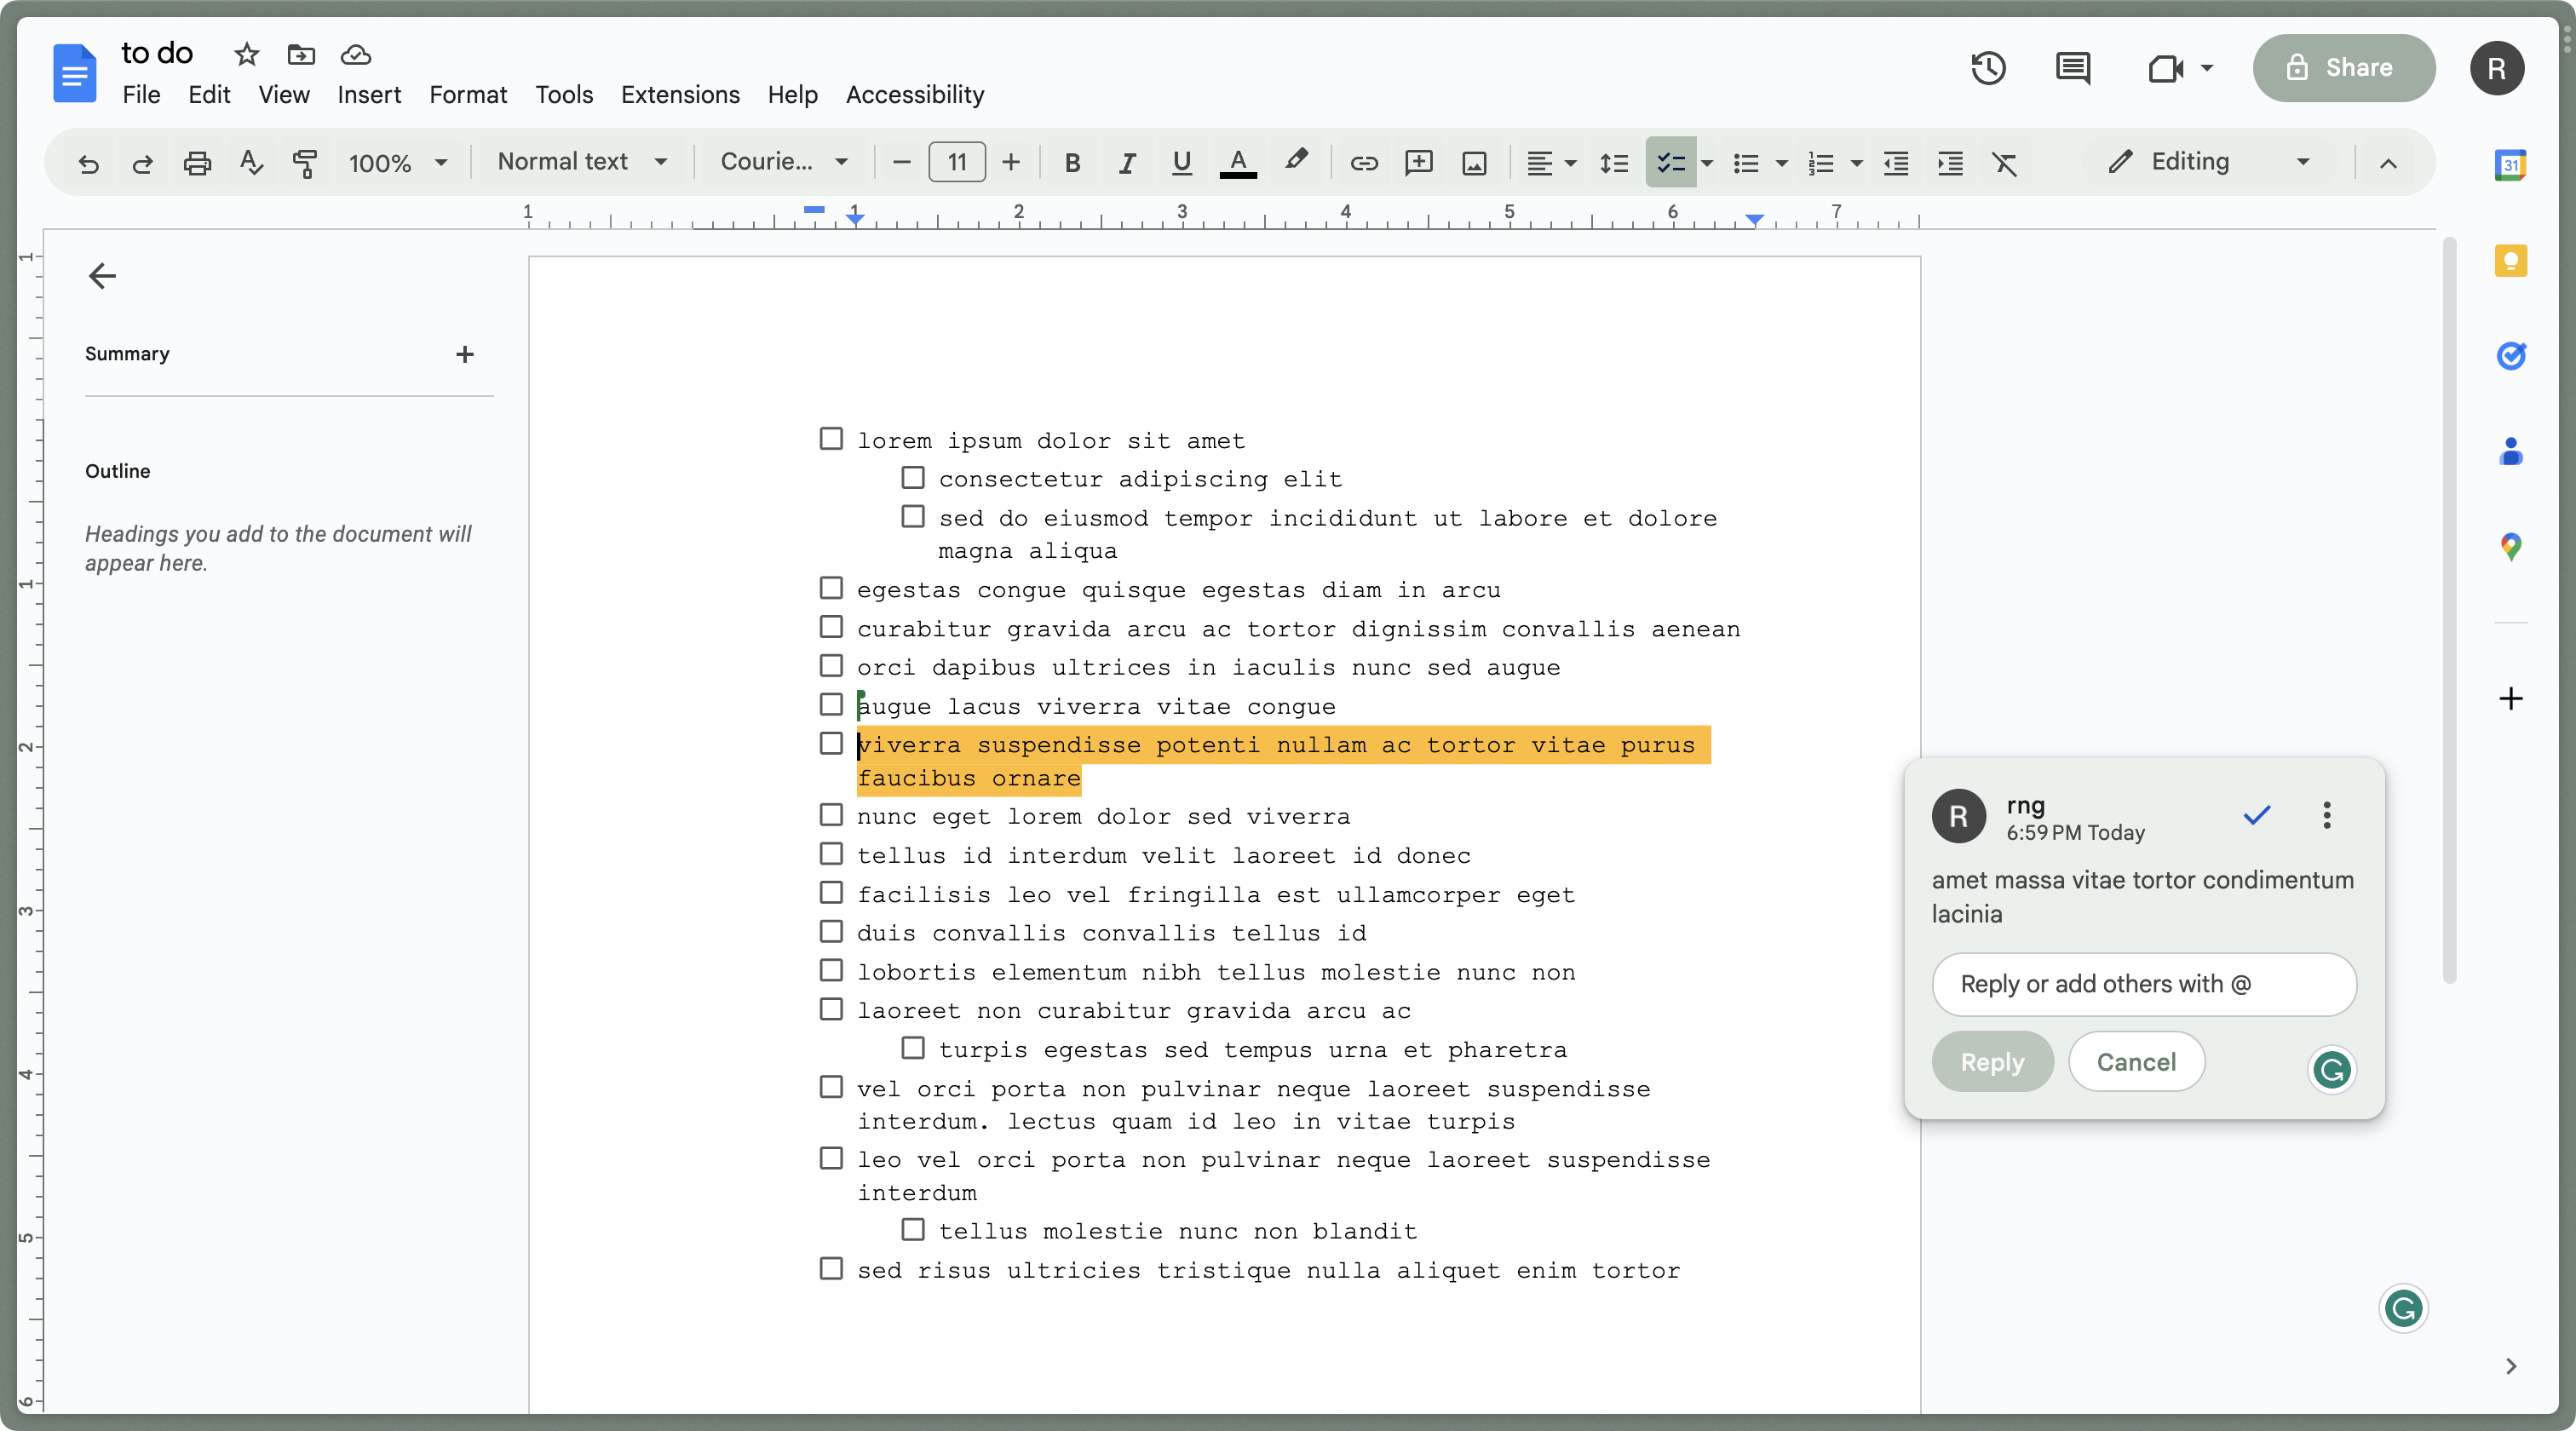 to do
File Edit View Insert Format Tools Extensions Help Accessibility
Share
R
100% Normal text Courie... 11 B I U A Editing
31
1 1 2 3 4 5 6 7
1
1
2
3
4
5
6
Summary
Outline
Headings you add to the document will
appear here.
lorem ipsum dolor sit amet
consectetur adipiscing elit
sed do eiusmod tempor incididunt ut labore et dolore
magna aliqua
egestas congue quisque egestas diam in arcu
curabitur gravida arcu ac tortor dignissim convallis aenean
orci dapibus ultrices in iaculis nunc sed augue
augue lacus viverra vitae congue
viverra suspendisse potenti nullam ac tortor vitae purus
faucibus ornare
nunc eget lorem dolor sed viverra
tellus id interdum velit laoreet id donec
facilisis leo vel fringilla est ullamcorper eget
duis convallis convallis tellus id
lobortis elementum nibh tellus molestie nunc non
laoreet non curabitur gravida arcu ac
turpis egestas sed tempus urna et pharetra
vel orci porta non pulvinar neque laoreet suspendisse
interdum. lectus quam id leo in vitae turpis
leo vel orci porta non pulvinar neque laoreet suspendisse
interdum
tellus molestie nunc non blandit
sed risus ultricies tristique nulla aliquet enim tortor
R
rng
6:59 PM Today
amet massa vitae tortor condimentum
lacinia
Reply or add others with @
Reply Cancel